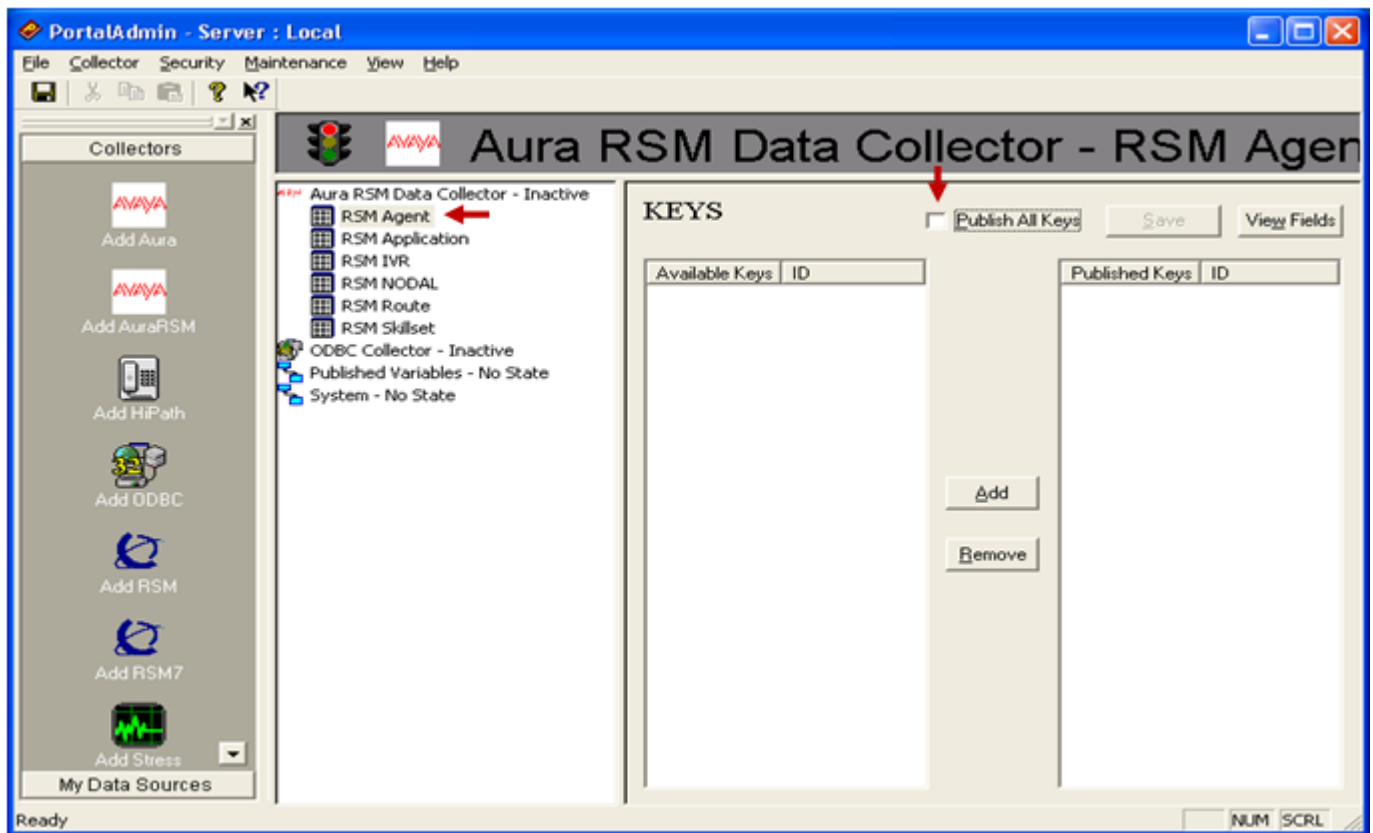 PortalAdmin - Server : Local
File Collector Security Maintenance View Help
Collectors
AVAYA
Add Aura
AVAYA
Add AuraRSM
Add HiPath
32
Add ODBC
Add RSM
Add RSM7
Add Stress
My Data Sources
AVAYA Aura RSM Data Collector - RSM Agen
Aura RSM Data Collector - Inactive
RSM Agent
RSM Application
RSM IVR
RSM NODAL
RSM Route
RSM Skillset
ODBC Collector - Inactive
Published Variables - No State
System - No State
KEYS
Publish All Keys
Save
View Fields
Available Keys ID
Published Keys ID
Add
Remove
Ready
NUM SCRL